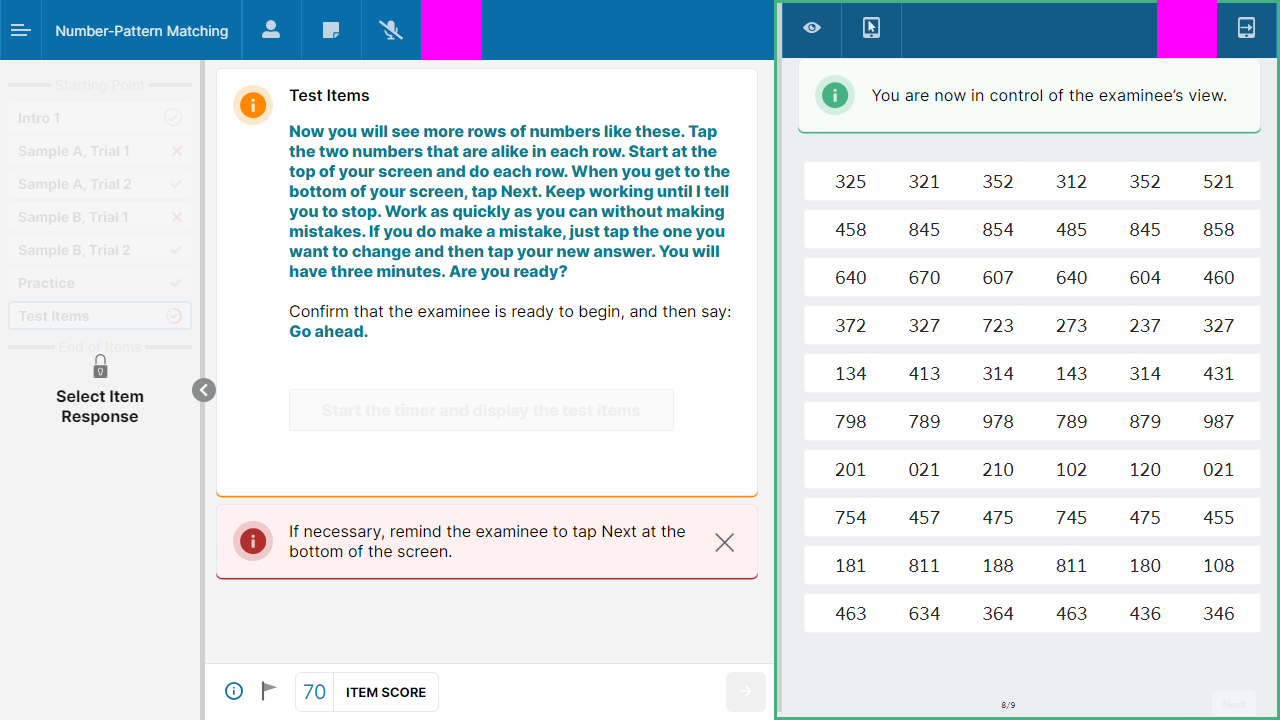 Number-Pattern Matching
Starting Point
Intro 1
Sample A, Trial 1
Sample A, Trial 2
Sample B, Trial 1
Sample B, Trial 2
Practice
Test Items
End of Items
Select Item
Response
Test Items
Now you will see more rows of numbers like these. Tap
the two numbers that are alike in each row. Start at the
top of your screen and do each row. When you get to the
bottom of your screen, tap Next. Keep working until I tell
you to stop. Work as quickly as you can without making
mistakes. If you do make a mistake, just tap the one you
want to change and then tap your new answer. You will
have three minutes. Are you ready?
Confirm that the examinee is ready to begin, and then say:
Go ahead.
Start the timer and display the test items
If necessary, remind the examinee to tap Next at the
bottom of the screen.
70 ITEM SCORE
You are now in control of the examinee's view.
325 321 352 312 352 521
458 845 854 485 845 858
640 670 607 640 604 460
372 327 723 273 237 327
134 413 314 143 314 431
798 789 978 789 879 987
201 021 210 102 120 021
754 457 475 745 475 455
181 811 188 811 180 108
463 634 364 463 436 346
8/9
Next